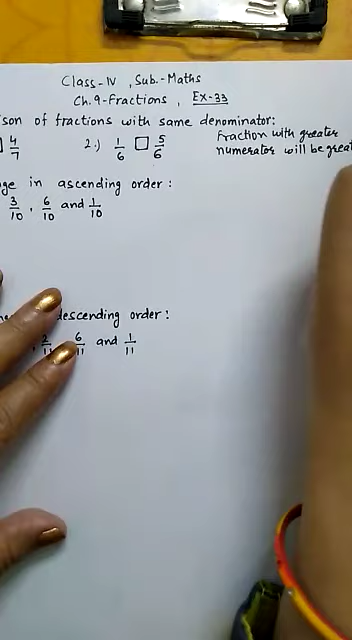 Class-IV , Sub.-Maths
Ch.9-Fractions , Ex-33
son of fractions with same denominator:
4/7 2.) 1/6 □ 5/6 fraction with greater
numerator will be great
ge in ascending order:
3/10 , 6/10 and 1/10
descending order:
2/11 6/11 and 1/11